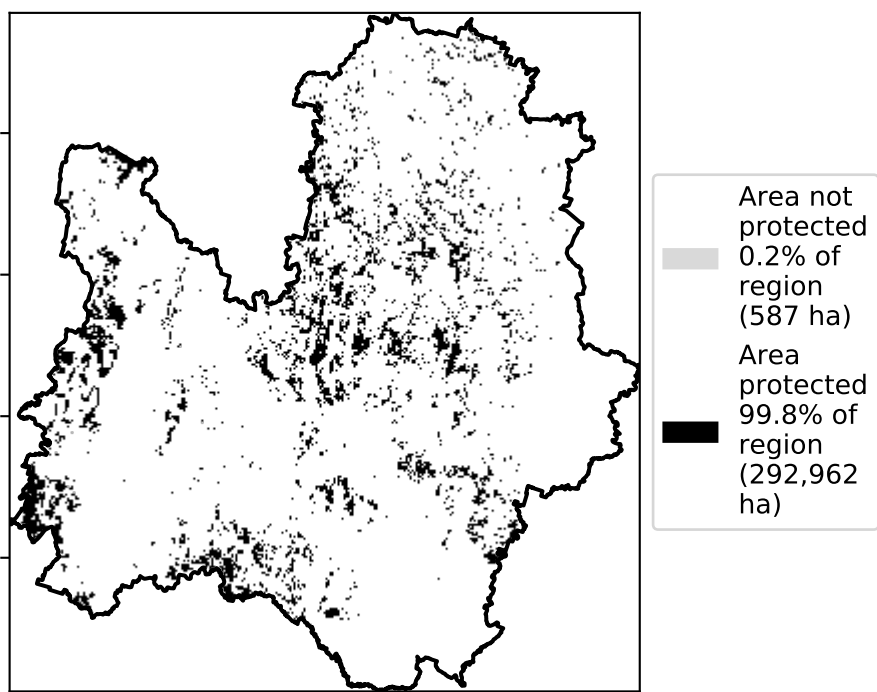 Area not
protected
0.2% of
region
(587 ha)
Area
protected
99.8% of
region
(292,962
ha)